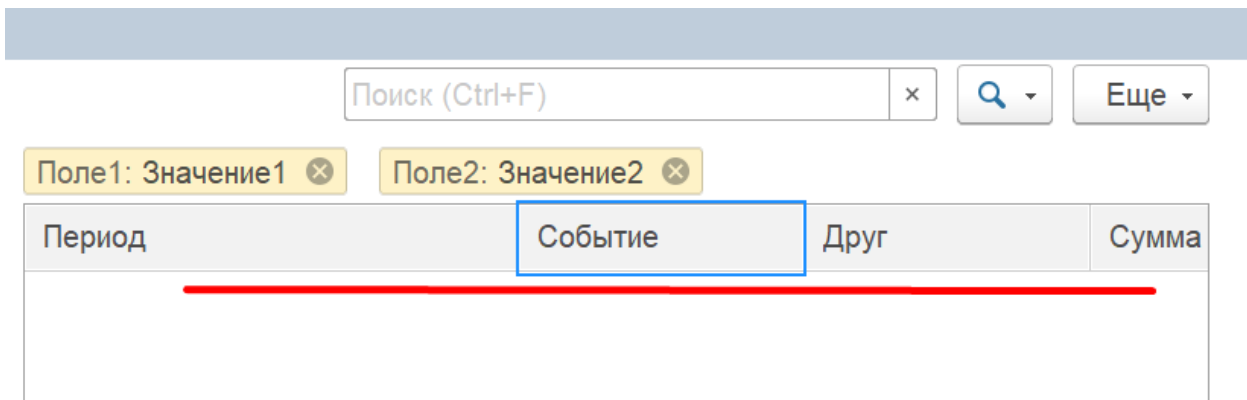 Поиск (Ctrl+F) × Еще
Поле1: Значение1 Поле2: Значение2
Период Событие Друг Сумма